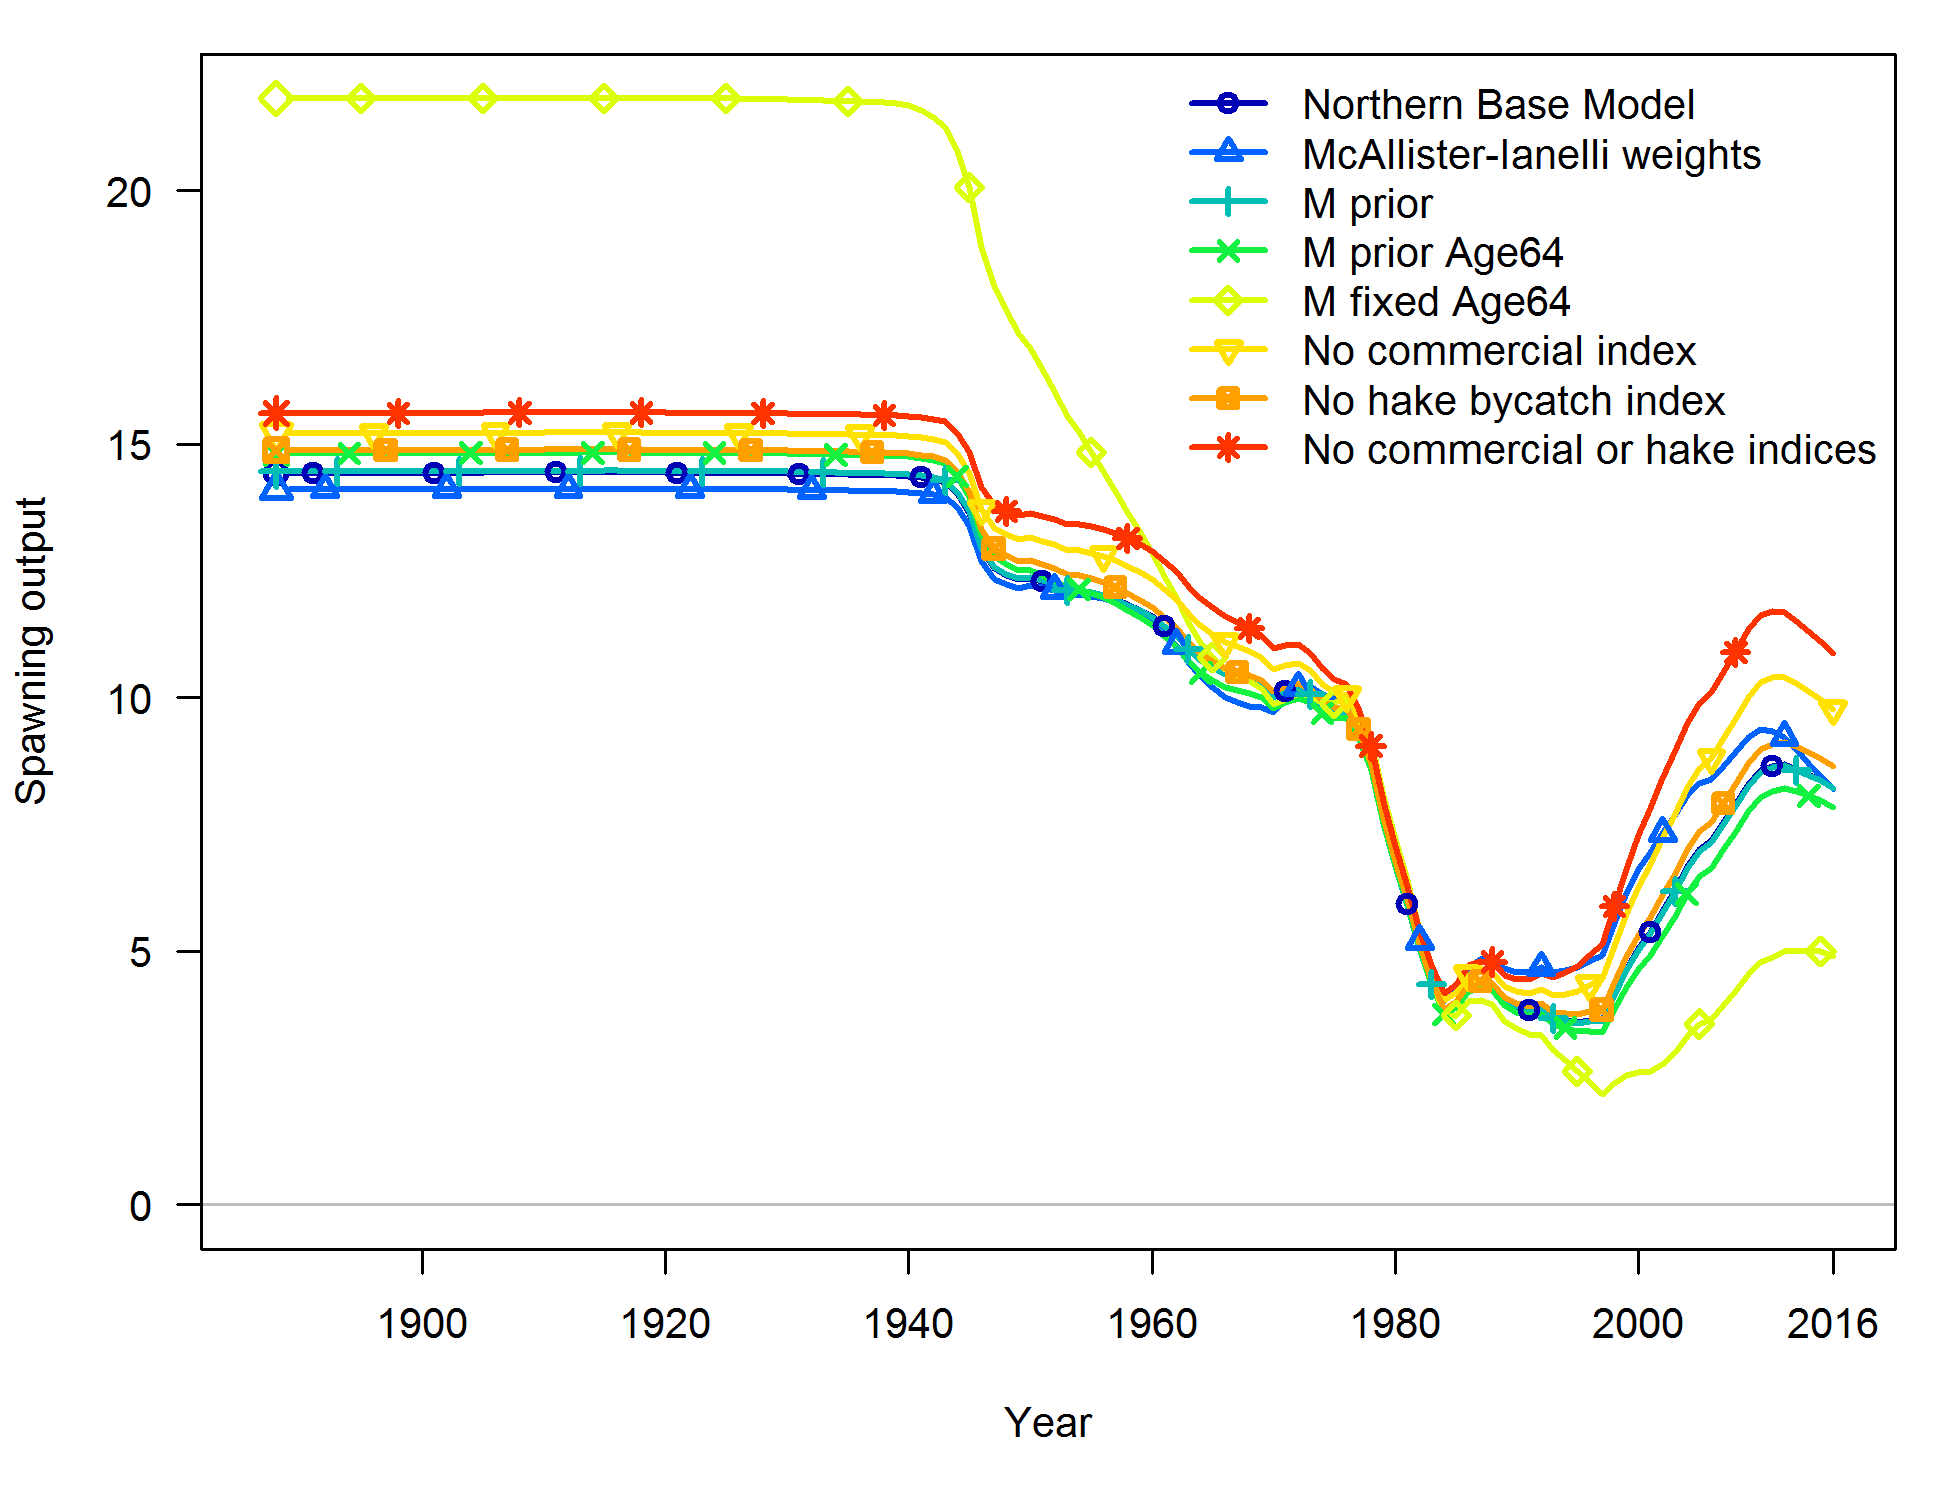 Northern Base Model
McAllister-Ianelli weights
M prior
M prior Age64
M fixed Age64
No commercial index
No hake bycatch index
No commercial or hake indices
Spawning output
20
15
10
5
0
1900 1920 1940 1960 1980 2000 2016
Year